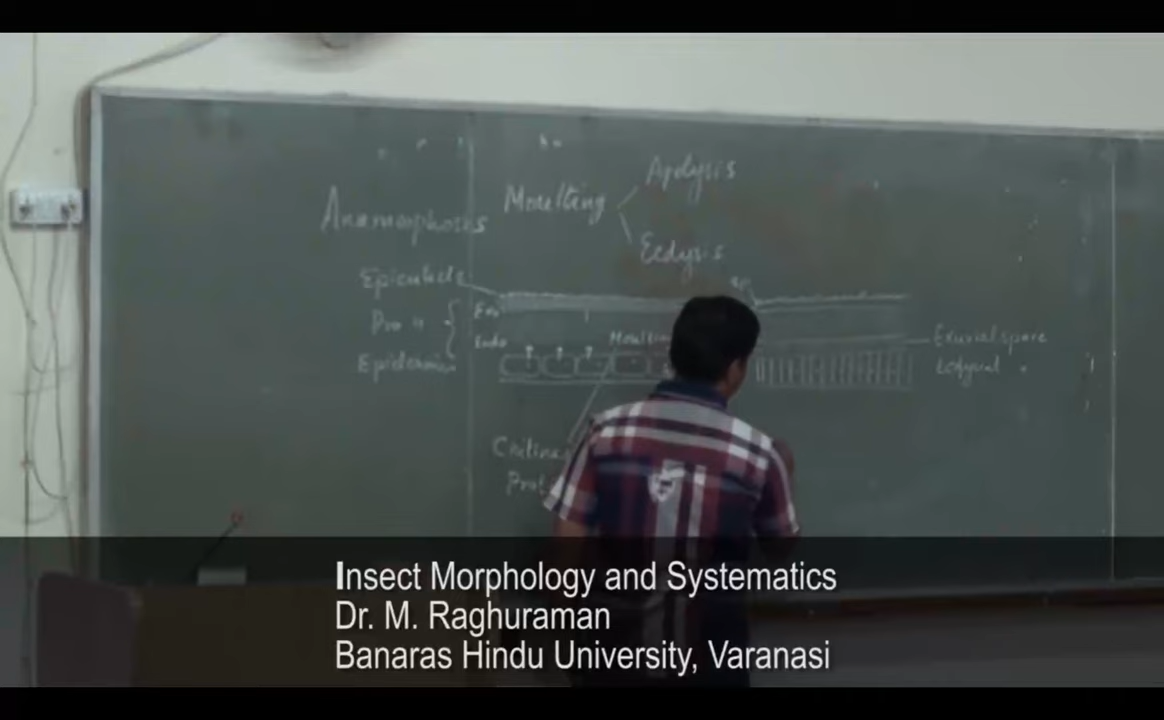 Apolysis
Anamorphosis
Moulting
Ecdysis
Epicuticle
Exo
Pro "
Endo
Moulting
Exuvial space
Epidermis
Ecdysial "
Insect Morphology and Systematics
Dr. M. Raghuraman
Banaras Hindu University, Varanasi